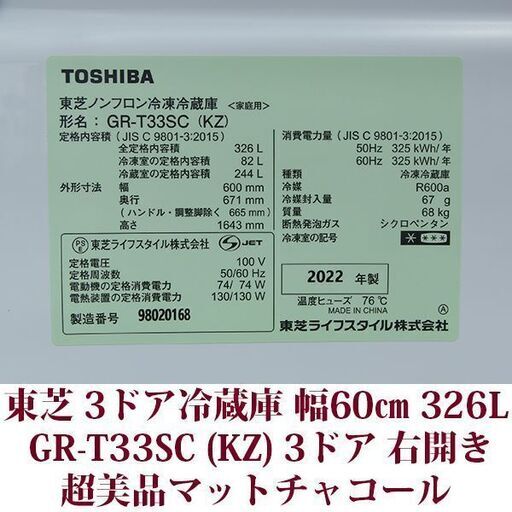 TOSHIBA
東芝ノンフロン冷凍冷蔵庫 <家庭用>
形名: GR-T33SC (KZ)
定格内容積 (JIS C 9801-3:2015)
全定格内容積 326 L
冷凍室の定格内容積 82 L
冷蔵室の定格内容積 244 L
外形寸法 幅 600 mm
奥行 671 mm
(ハンドル・調整脚除く 665 mm)
高さ 1643 mm
消費電力量 (JIS C 9801-3:2015)
50Hz 325 kWh/年
60Hz 325 kWh/年
種類 冷凍冷蔵庫
冷媒 R600a
冷媒封入量 67 g
質量 68 kg
断熱発泡ガス シクロペンタン
冷凍室の記号
PS E 東芝ライフスタイル株式会社 JET
定格電圧 100 V
定格周波数 50/60 Hz
電動機の定格消費電力 74/ 74 W
電熱装置の定格消費電力 130/130 W
製造番号 98020168
2022 年製
温度ヒューズ 76℃
MADE IN CHINA
東芝ライフスタイル株式会社 A
東芝 3ドア冷蔵庫 幅60㎝ 326L
GR-T33SC (KZ) 3ドア 右開き
超美品マットチャコール